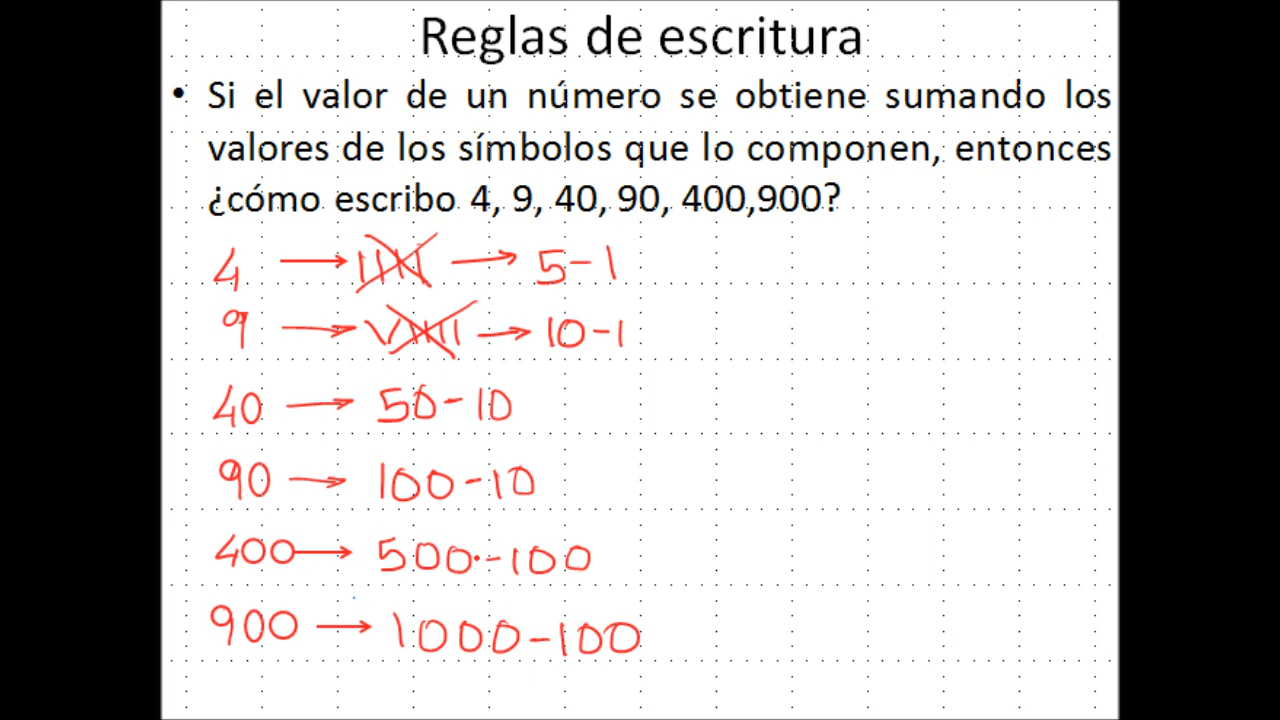 Reglas de escritura
• Si el valor de un número se obtiene sumando los
valores de los símbolos que lo componen, entonces
¿cómo escribo 4, 9, 40, 90, 400,900?
4 → IIII → 5-1
9 → VIIII → 10-1
40 → 50-10
90 → 100-10
400 → 500-100
900 → 1000-100